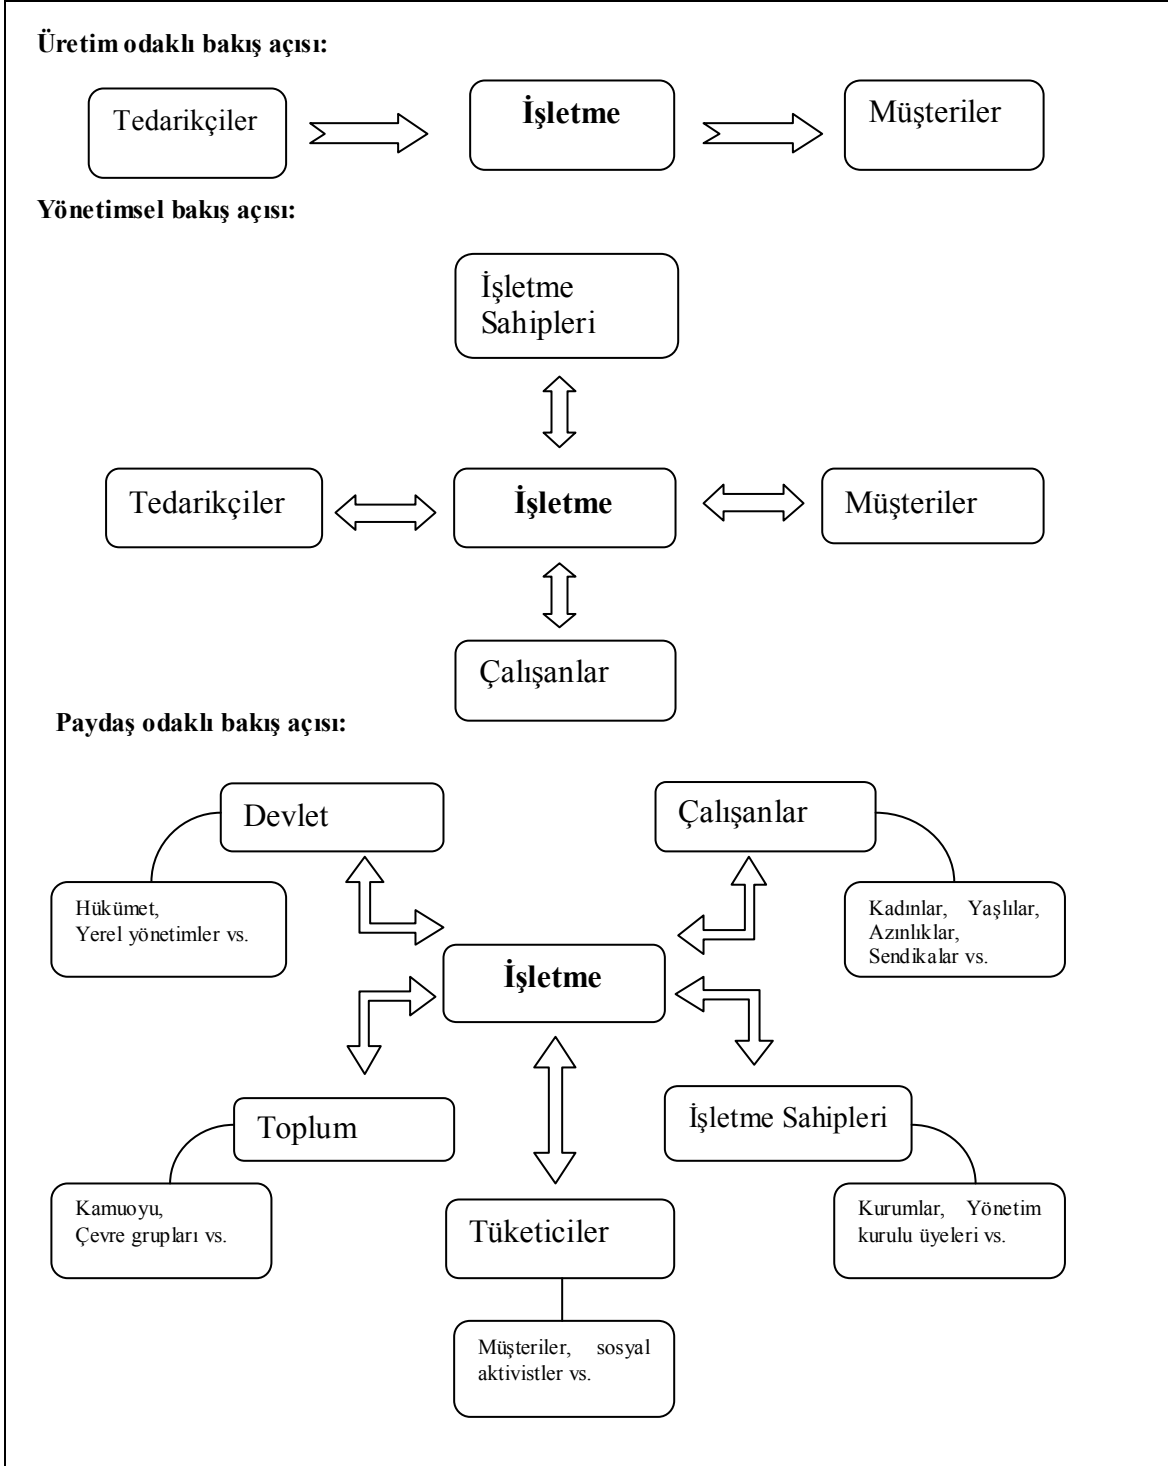 Üretim odaklı bakış açısı:
Tedarikçiler
İşletme
Müşteriler
Yönetimsel bakış açısı:
İşletme
Sahipleri
Tedarikçiler
İşletme
Müşteriler
Çalışanlar
Paydaş odaklı bakış açısı:
Devlet
Çalışanlar
Hükümet,
Yerel yönetimler vs.
Kadınlar, Yaşlılar,
Azınlıklar,
Sendikalar vs.
İşletme
Toplum
İşletme Sahipleri
Kamuoyu,
Çevre grupları vs.
Tüketiciler
Kurumlar, Yönetim
kurulu üyeleri vs.
Müşteriler, sosyal
aktivistler vs.